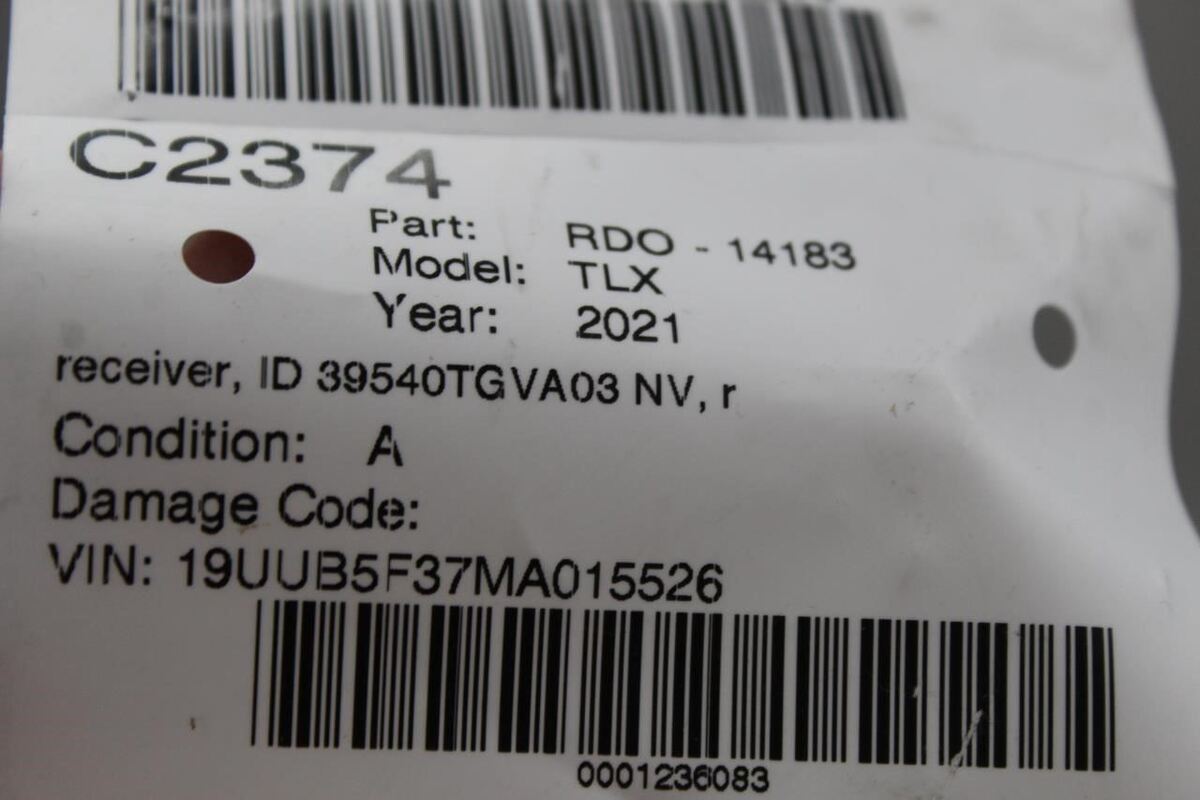 C2374
Part: RDO - 14183
Model: TLX
Year: 2021
receiver, ID 39540TGVA03 NV, r
Condition: A
Damage Code:
VIN: 19UUB5F37MA015526
0001236083